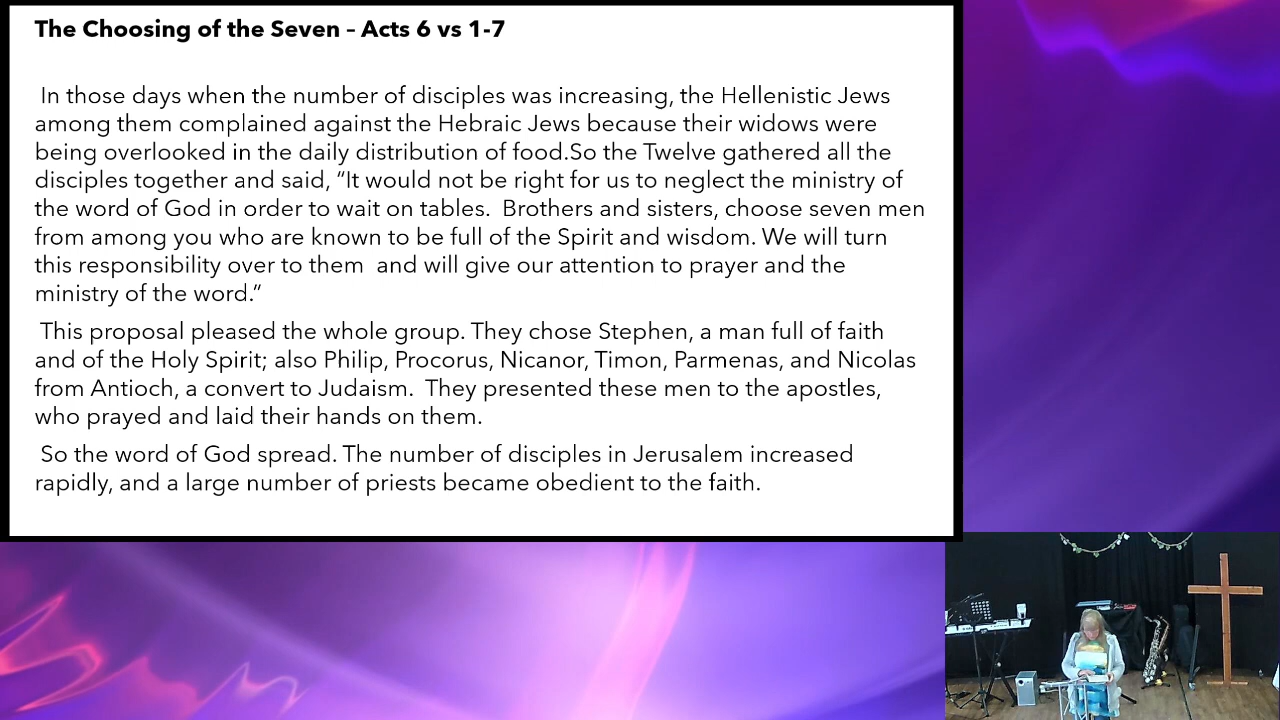 The Choosing of the Seven – Acts 6 vs 1-7
In those days when the number of disciples was increasing, the Hellenistic Jews
among them complained against the Hebraic Jews because their widows were
being overlooked in the daily distribution of food.So the Twelve gathered all the
disciples together and said, “It would not be right for us to neglect the ministry of
the word of God in order to wait on tables.  Brothers and sisters, choose seven men
from among you who are known to be full of the Spirit and wisdom. We will turn
this responsibility over to them  and will give our attention to prayer and the
ministry of the word.”
This proposal pleased the whole group. They chose Stephen, a man full of faith
and of the Holy Spirit; also Philip, Procorus, Nicanor, Timon, Parmenas, and Nicolas
from Antioch, a convert to Judaism.  They presented these men to the apostles,
who prayed and laid their hands on them.
So the word of God spread. The number of disciples in Jerusalem increased
rapidly, and a large number of priests became obedient to the faith.